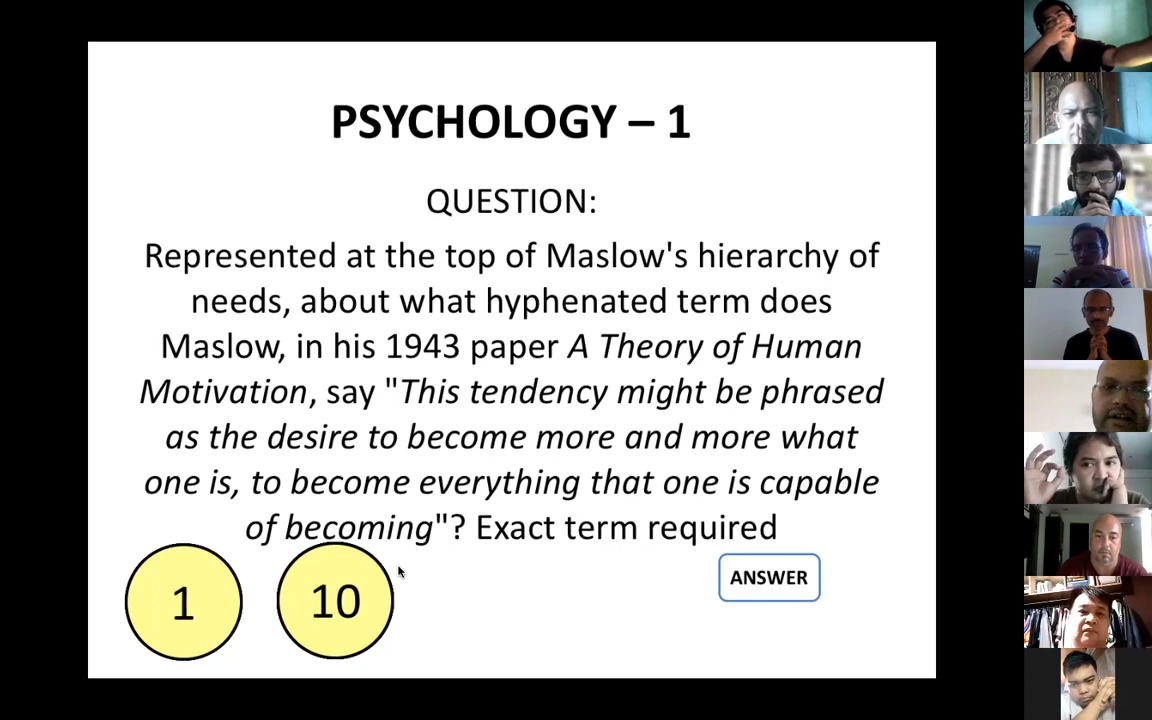 PSYCHOLOGY – 1
QUESTION:
Represented at the top of Maslow's hierarchy of
needs, about what hyphenated term does
Maslow, in his 1943 paper A Theory of Human
Motivation, say "This tendency might be phrased
as the desire to become more and more what
one is, to become everything that one is capable
of becoming"? Exact term required
1
10
ANSWER